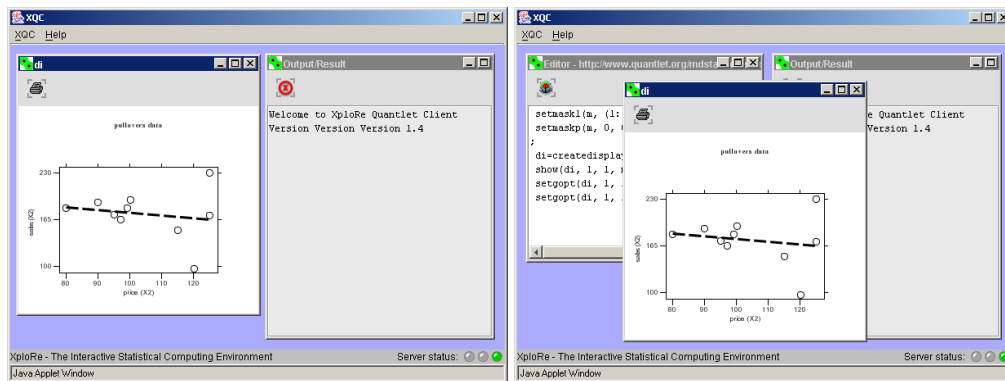 XQC
XQC Help
di
pullovers data
230
165
100
sales (X2)
80 90 100 110 120
price (X2)
Output/Result
Welcome to XploRe Quantlet Client
Version Version Version 1.4
XploRe - The Interactive Statistical Computing Environment
Server status:
Java Applet Window
XQC
XQC Help
Editor - http://www.quantlet.org/mdsta
setmaskl(m, (1:
setmaskp(m, 0,
;
di=createdisplay
show(di, 1, 1,
setgopt(di, 1,
setgopt(di, 1,
di
pullovers data
230
165
100
sales (X2)
80 90 100 110 120
price (X2)
Output/Result
e Quantlet Client
Version 1.4
XploRe - The Interactive Statistical Computing Environment
Server status:
Java Applet Window